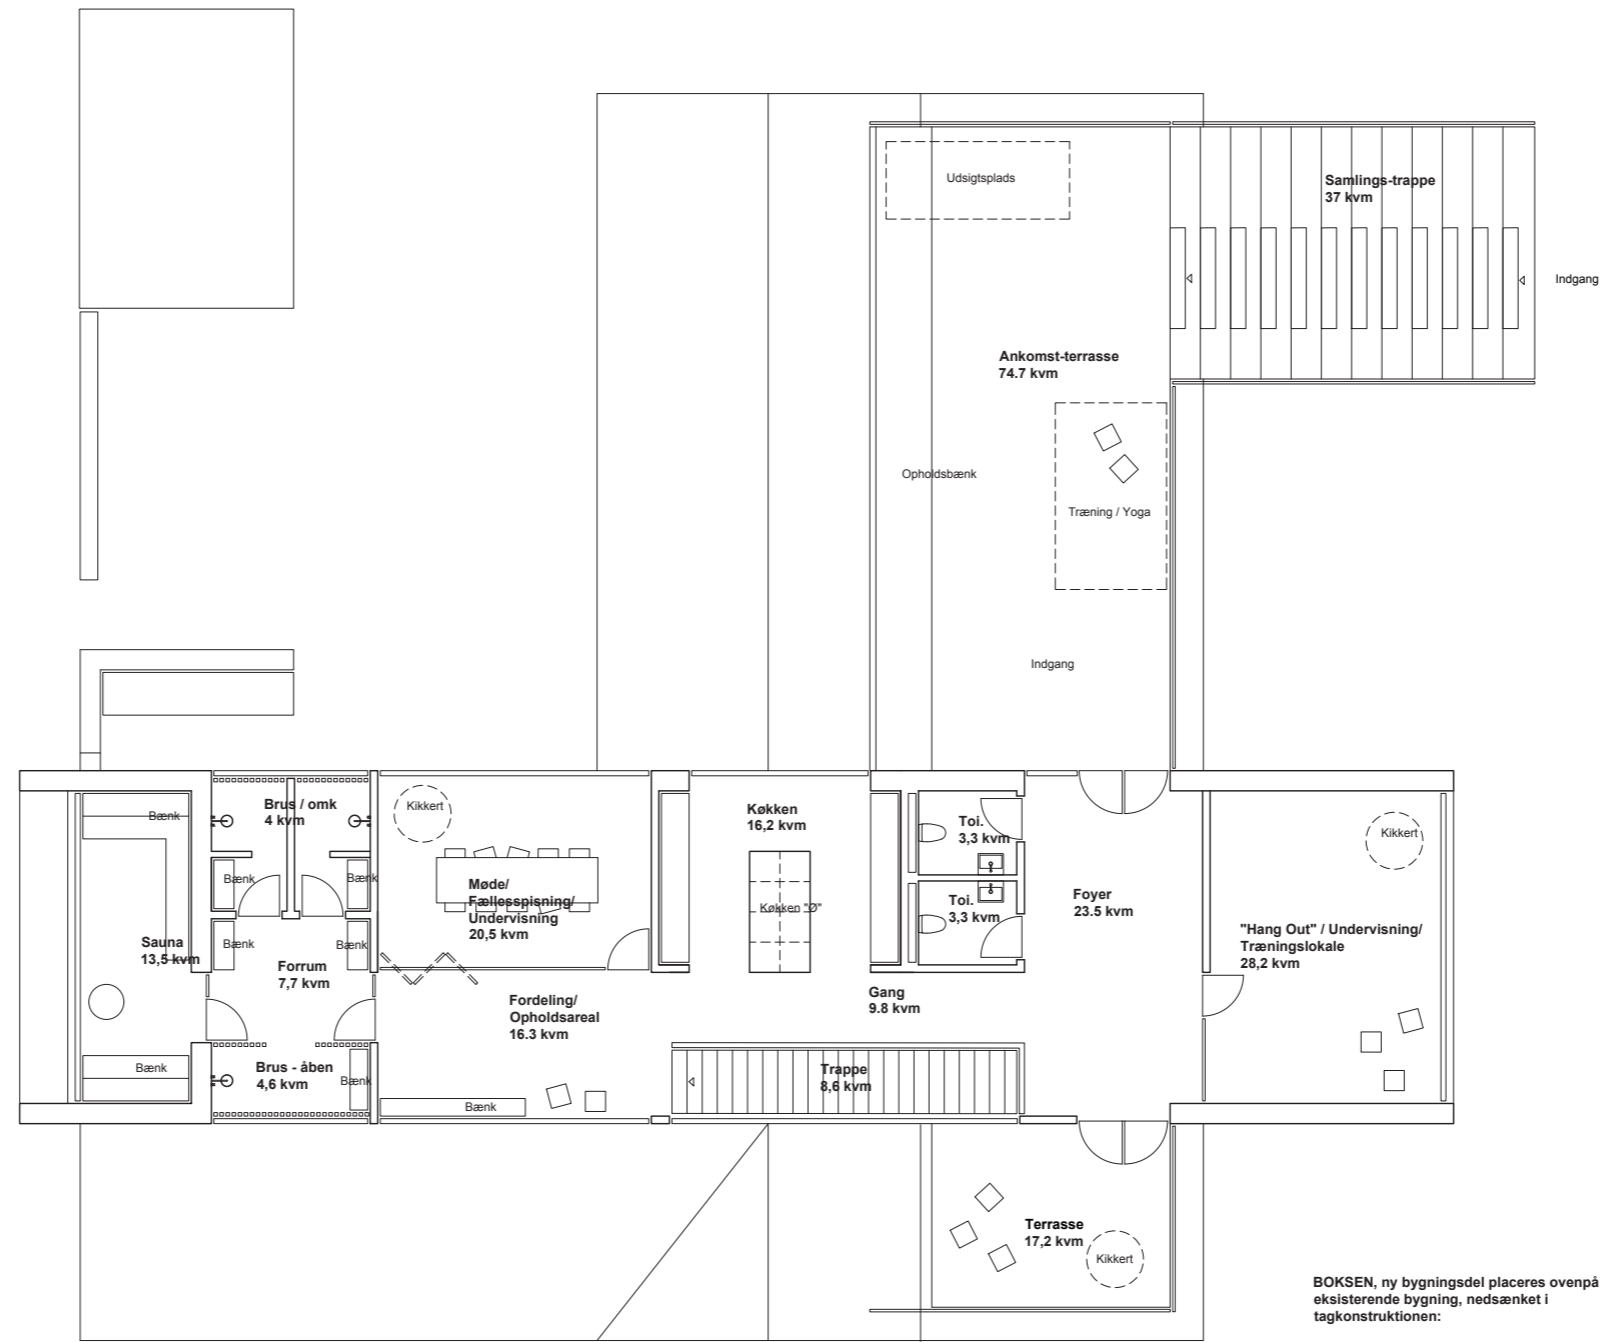 Udsigtsplads
Samlings-trappe
37 kvm
Indgang
Ankomst-terrasse
74.7 kvm
Opholdsbænk
Træning / Yoga
Indgang
Bænk
Brus / omk
4 kvm
Kikkert
Køkken
16,2 kvm
Toi.
3,3 kvm
Kikkert
Bænk
Bænk
Møde/
Fællesspisning/
Undervisning
20,5 kvm
Køkken "Ø"
Toi.
3,3 kvm
Foyer
23.5 kvm
"Hang Out" / Undervisning/
Træningslokale
28,2 kvm
Sauna
13,5 kvm
Bænk
Bænk
Forrum
7,7 kvm
Fordeling/
Opholdsareal
16.3 kvm
Gang
9.8 kvm
Bænk
Brus - åben
4,6 kvm
Bænk
Bænk
Trappe
8,6 kvm
Terrasse
17,2 kvm
Kikkert
BOKSEN, ny bygningsdel placeres ovenpå
eksisterende bygning, nedsænket i
tagkonstruktionen: